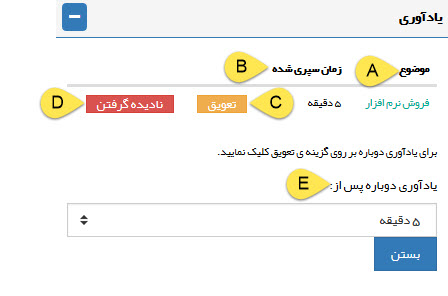 یادآوری
موضوع A زمان سپری شده B
فروش نرم افزار ۵ دقیقه C تعویق نادیده گرفتن D
برای یادآوری دوباره بر روی گزینه ی تعویق کلیک نمایید.
یادآوری دوباره پس از: E
۵ دقیقه
بستن